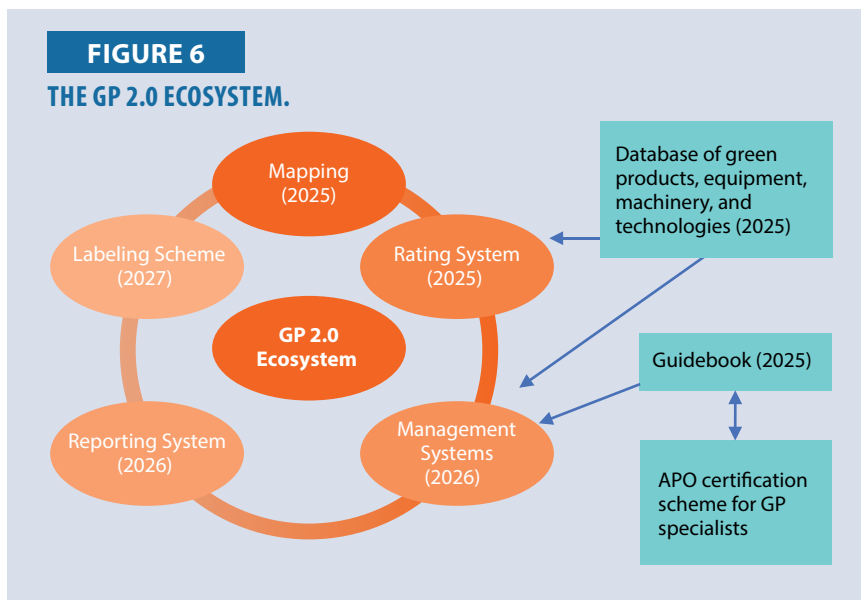 FIGURE 6
THE GP 2.0 ECOSYSTEM.
Mapping
(2025)
Rating System
(2025)
Management
Systems
(2026)
Reporting System
(2026)
Labeling Scheme
(2027)
GP 2.0
Ecosystem
Database of green
products, equipment,
machinery, and
technologies (2025)
Guidebook (2025)
APO certification
scheme for GP
specialists